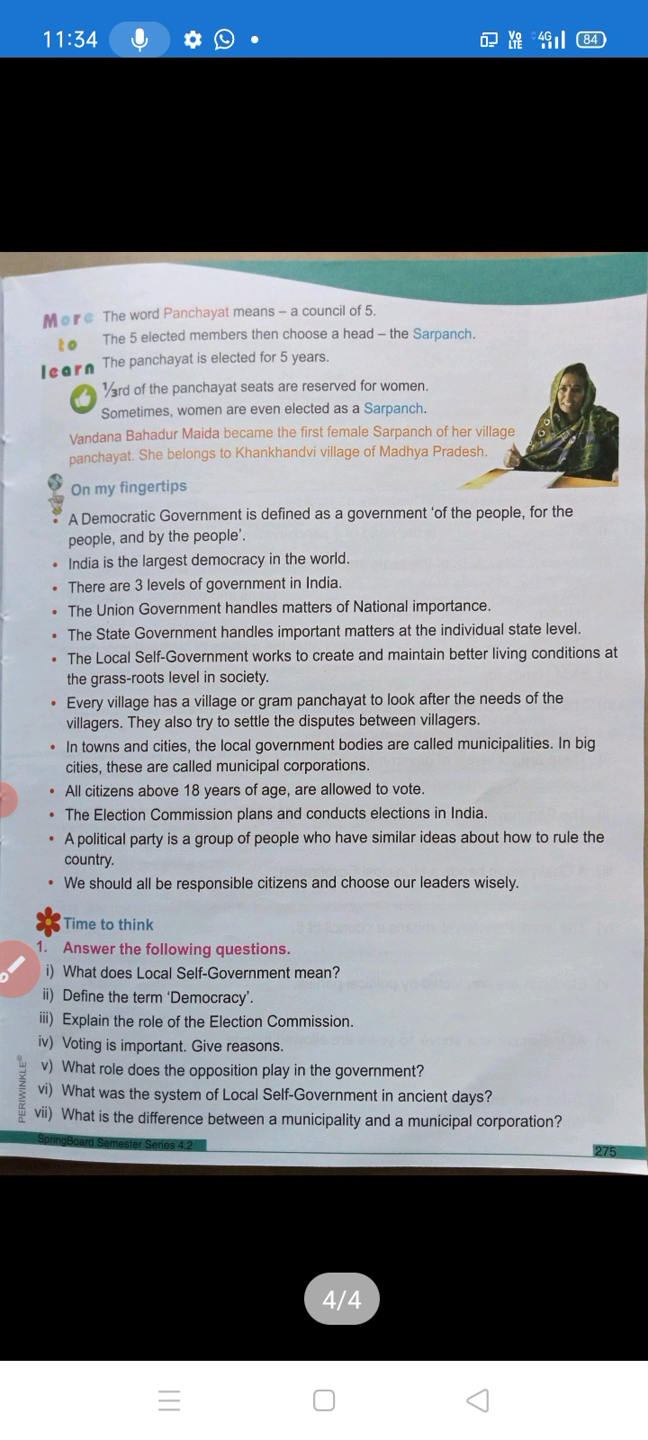 11:34
Vo LTE 4G 84
More to learn
The word Panchayat means – a council of 5.
The 5 elected members then choose a head – the Sarpanch.
The panchayat is elected for 5 years.
⅓rd of the panchayat seats are reserved for women.
Sometimes, women are even elected as a Sarpanch.
Vandana Bahadur Maida became the first female Sarpanch of her village
panchayat. She belongs to Khankhandvi village of Madhya Pradesh.
On my fingertips
• A Democratic Government is defined as a government 'of the people, for the
people, and by the people'.
• India is the largest democracy in the world.
• There are 3 levels of government in India.
• The Union Government handles matters of National importance.
• The State Government handles important matters at the individual state level.
• The Local Self-Government works to create and maintain better living conditions at
the grass-roots level in society.
• Every village has a village or gram panchayat to look after the needs of the
villagers. They also try to settle the disputes between villagers.
• In towns and cities, the local government bodies are called municipalities. In big
cities, these are called municipal corporations.
• All citizens above 18 years of age, are allowed to vote.
• The Election Commission plans and conducts elections in India.
• A political party is a group of people who have similar ideas about how to rule the
country.
• We should all be responsible citizens and choose our leaders wisely.
Time to think
1. Answer the following questions.
i) What does Local Self-Government mean?
ii) Define the term 'Democracy'.
iii) Explain the role of the Election Commission.
iv) Voting is important. Give reasons.
v) What role does the opposition play in the government?
vi) What was the system of Local Self-Government in ancient days?
vii) What is the difference between a municipality and a municipal corporation?
PERIWINKLE®
SpringBoard Semester Series 4.2
275
4/4